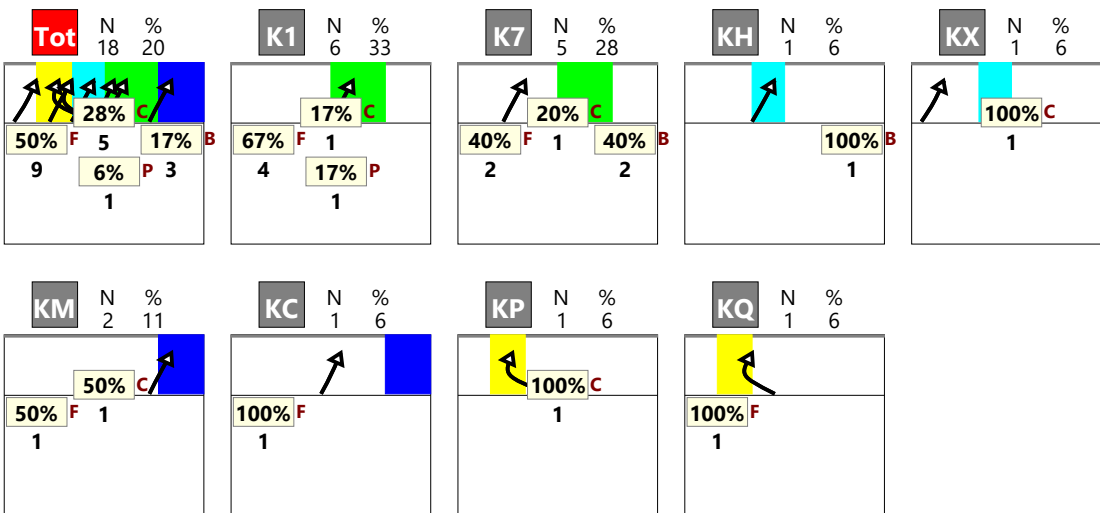 Tot N % 18 20
28% C
5
50% F
9
17% B
3
6% P
1
K1 N % 6 33
17% C
1
67% F
4
17% P
1
K7 N % 5 28
20% C
1
40% F
2
40% B
2
KH N % 1 6
100% B
1
KX N % 1 6
100% C
1
KM N % 2 11
50% C
1
50% F
1
KC N % 1 6
100% F
1
KP N % 1 6
100% C
1
KQ N % 1 6
100% F
1